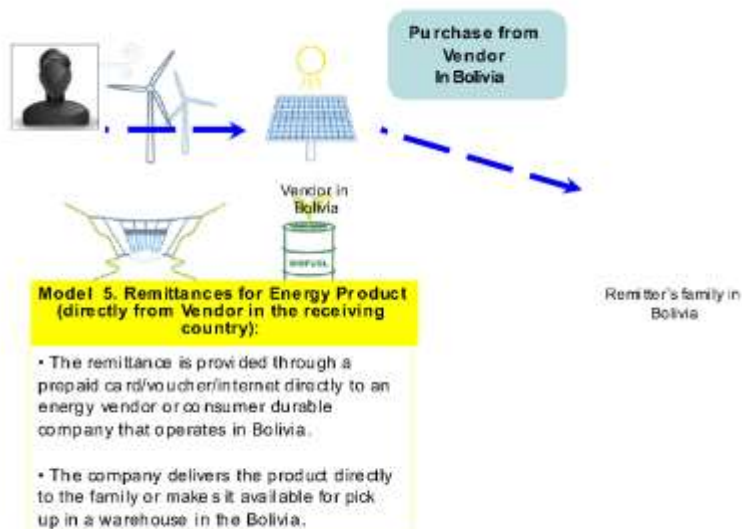 Purchase from
Vendor
In Bolivia
Vendor in
Bolivia
BIOFUEL
Model 5. Remittances for Energy Product
(directly from Vendor in the receiving
country):
Remitter's family in
Bolivia
• The remittance is provided through a
prepaid card/voucher/internet directly to an
energy vendor or consumer durable
company that operates in Bolivia.
• The company delivers the product directly
to the family or makes it available for pick
up in a warehouse in the Bolivia.